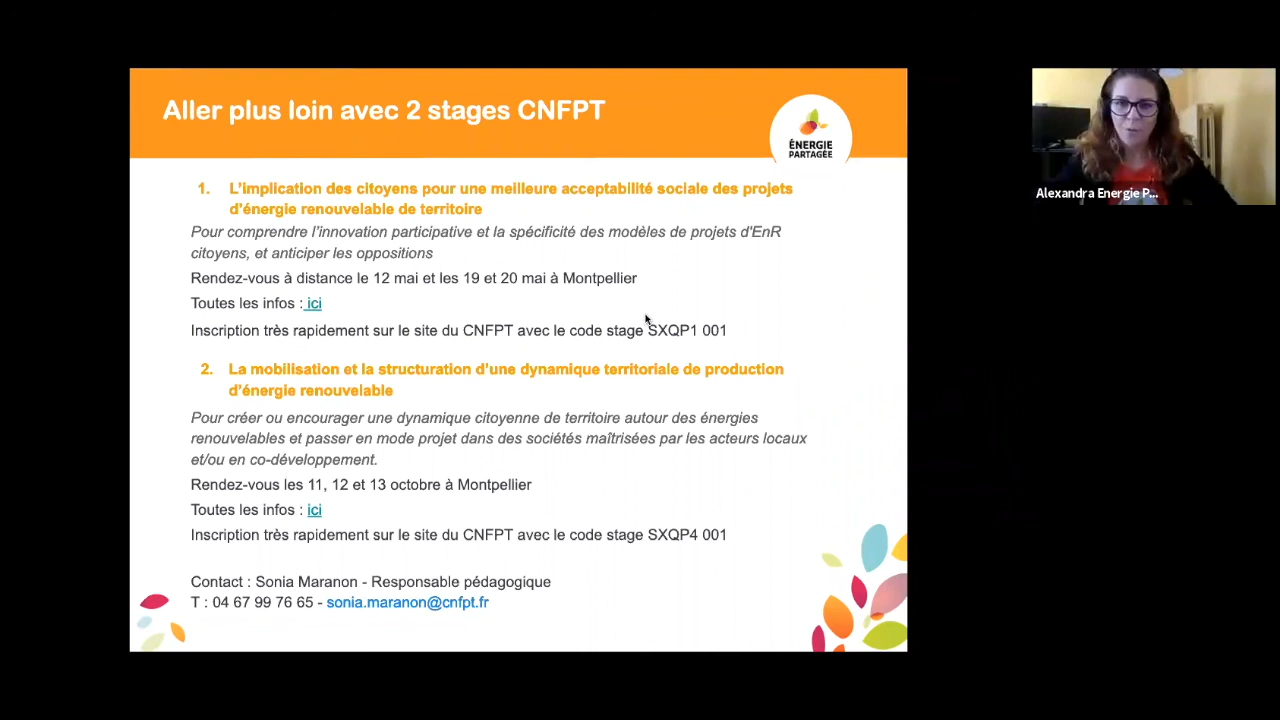 Aller plus loin avec 2 stages CNFPT
ÉNERGIE
PARTAGÉE
Alexandra Energie P...
1. L'implication des citoyens pour une meilleure acceptabilité sociale des projets
d'énergie renouvelable de territoire
Pour comprendre l'innovation participative et la spécificité des modèles de projets d'EnR
citoyens, et anticiper les oppositions
Rendez-vous à distance le 12 mai et les 19 et 20 mai à Montpellier
Toutes les infos : ici
Inscription très rapidement sur le site du CNFPT avec le code stage SXQP1 001
2. La mobilisation et la structuration d'une dynamique territoriale de production
d'énergie renouvelable
Pour créer ou encourager une dynamique citoyenne de territoire autour des énergies
renouvelables et passer en mode projet dans des sociétés maîtrisées par les acteurs locaux
et/ou en co-développement.
Rendez-vous les 11, 12 et 13 octobre à Montpellier
Toutes les infos : ici
Inscription très rapidement sur le site du CNFPT avec le code stage SXQP4 001
Contact : Sonia Maranon - Responsable pédagogique
T : 04 67 99 76 65 - sonia.maranon@cnfpt.fr